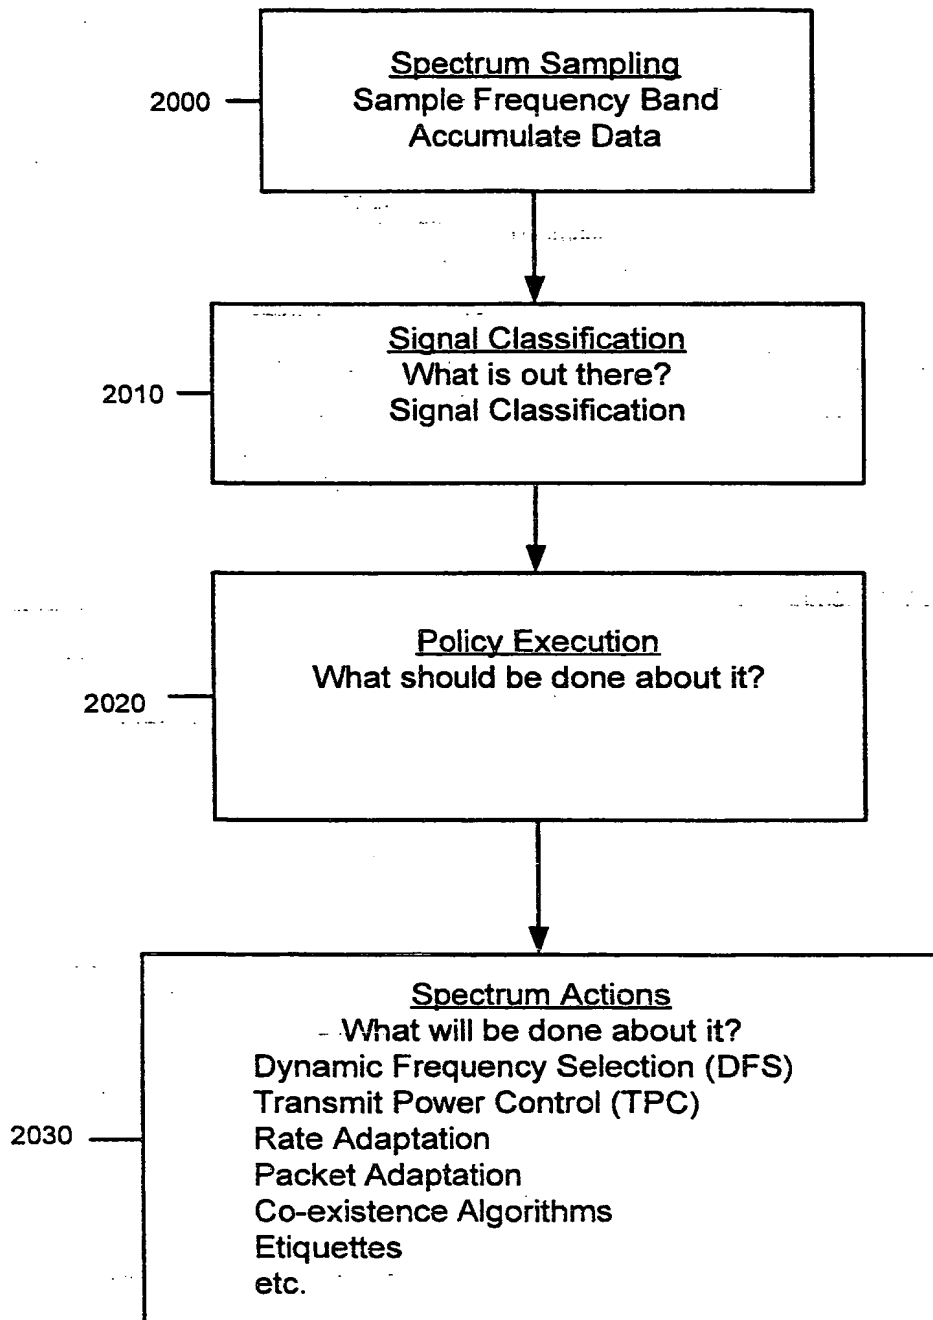 Spectrum Sampling
2000
Sample Frequency Band
Accumulate Data
Signal Classification
What is out there?
2010
Signal Classification
Policy Execution
What should be done about it?
2020
Spectrum Actions
What will be done about it?
Dynamic Frequency Selection (DFS)
Transmit Power Control (TPC)
2030
Rate Adaptation
Packet Adaptation
Co-existence Algorithms
Etiquettes
etc.